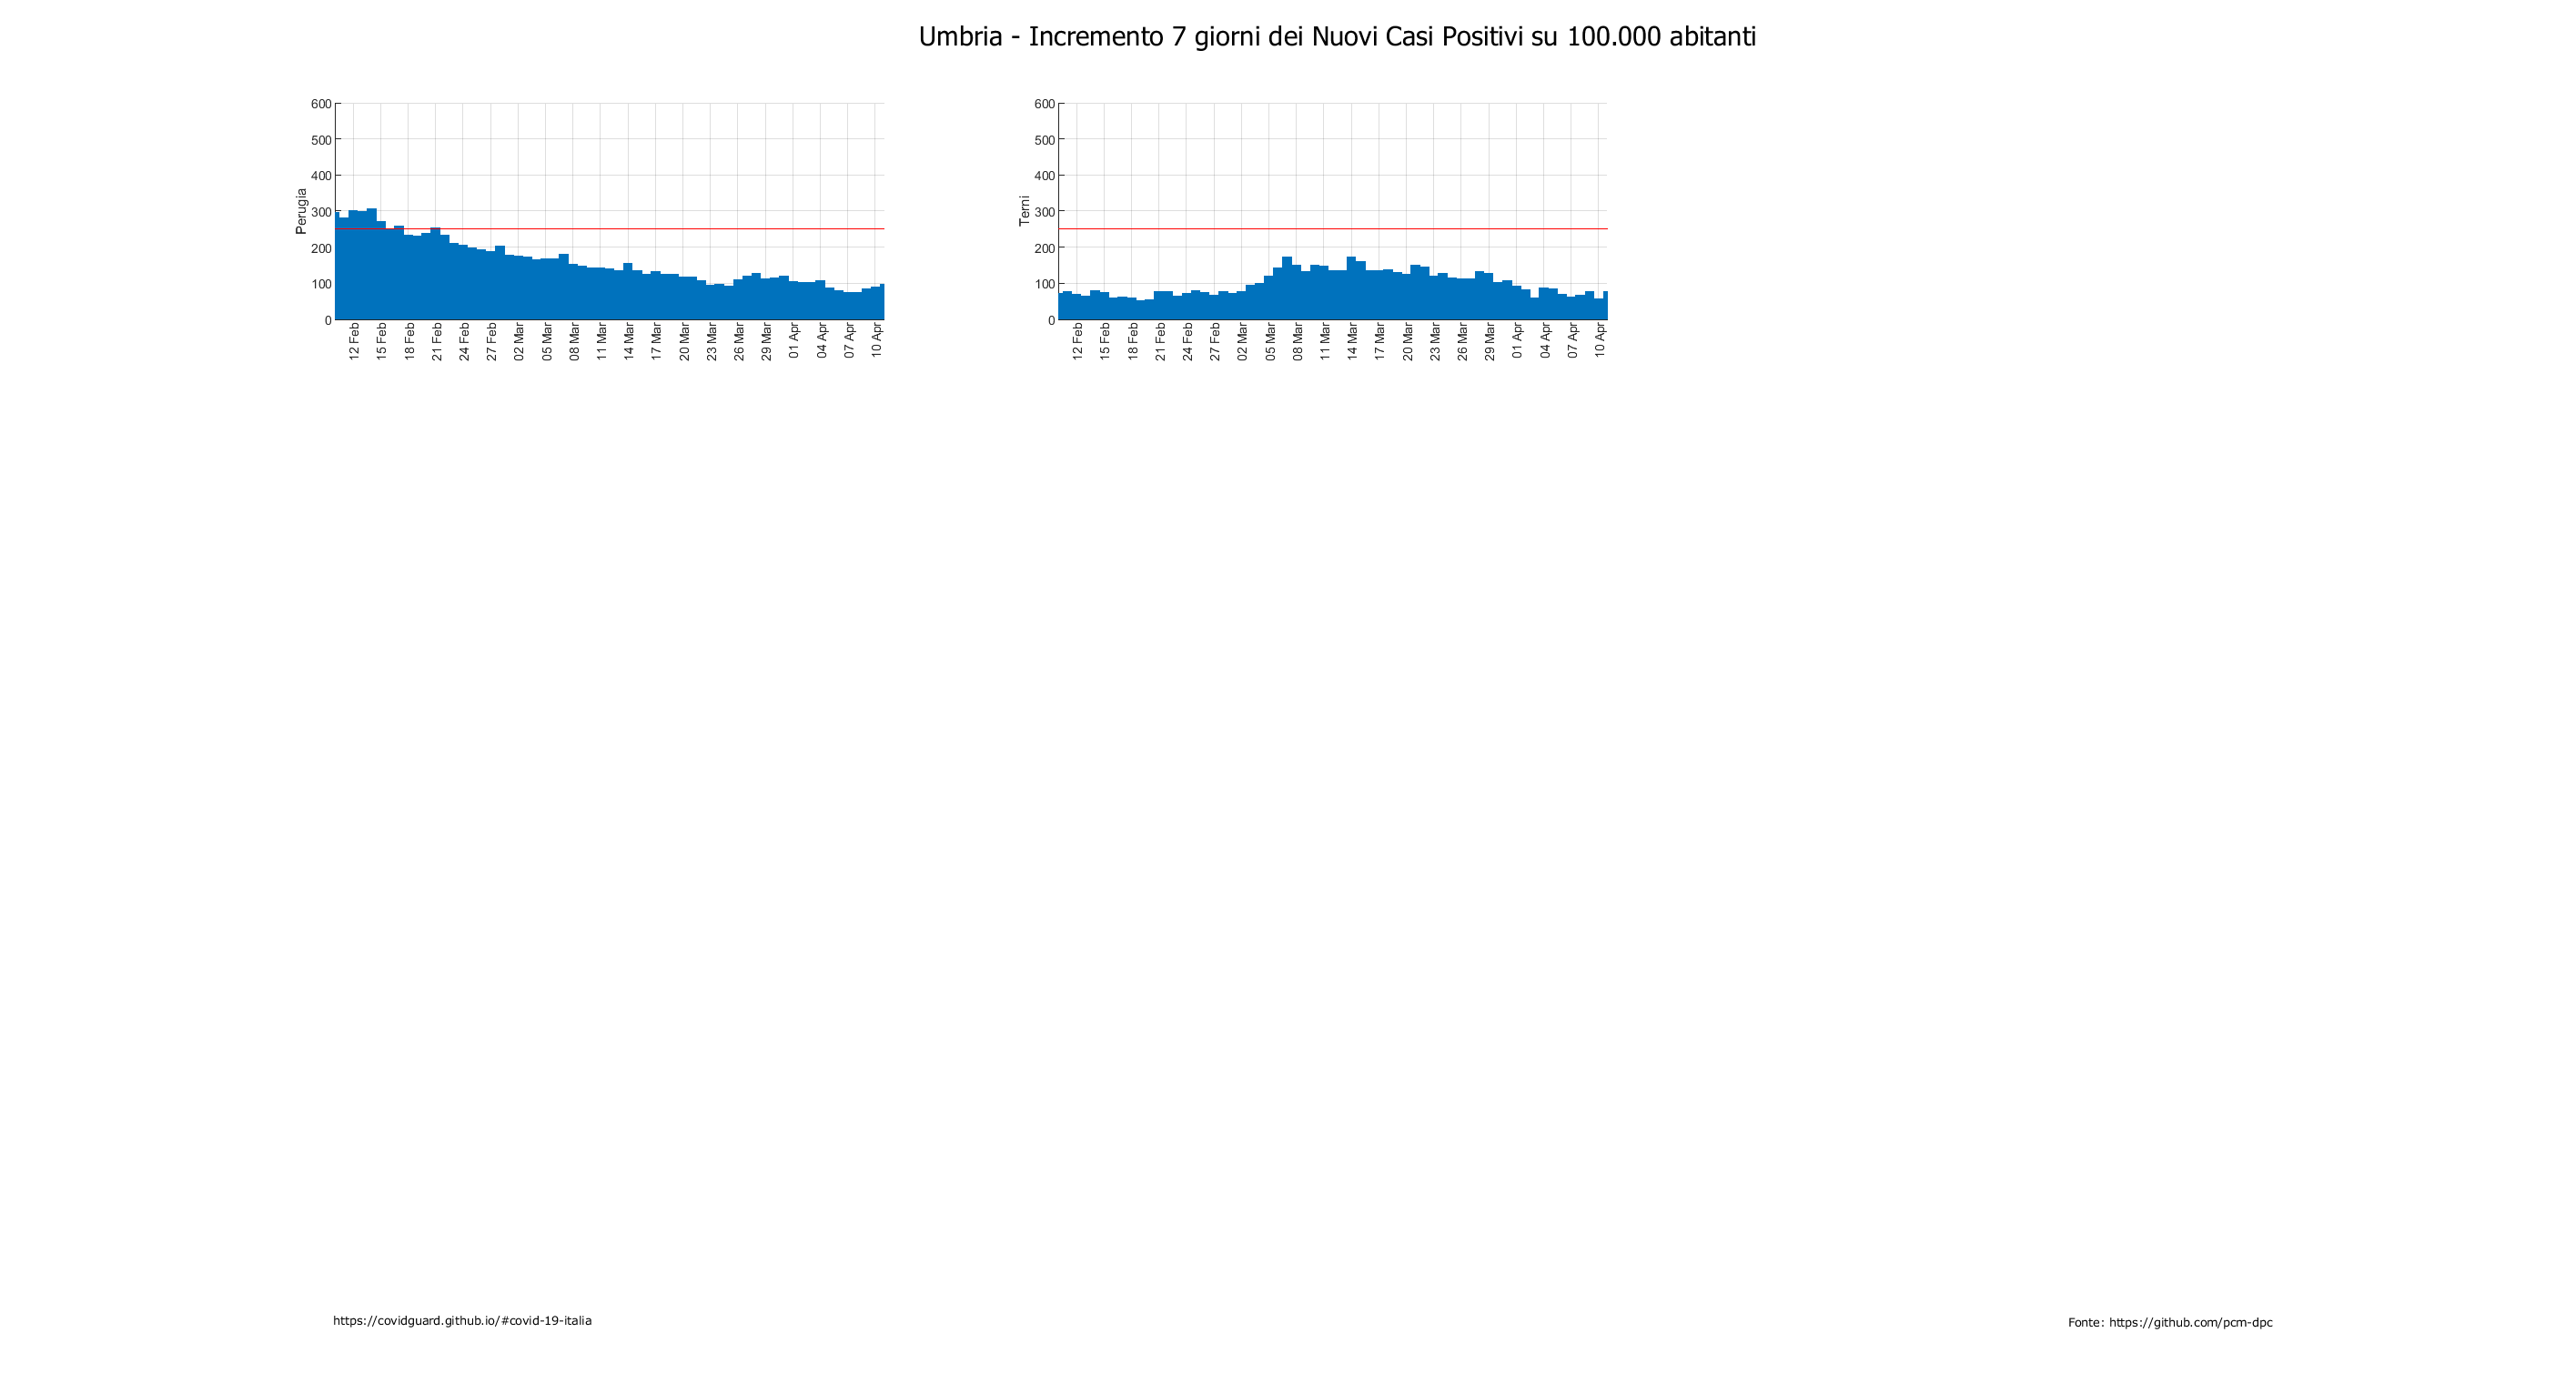 Umbria - Incremento 7 giorni dei Nuovi Casi Positivi su 100.000 abitanti
Perugia
600
500
400
300
200
100
0
12 Feb
15 Feb
18 Feb
21 Feb
24 Feb
27 Feb
02 Mar
05 Mar
08 Mar
11 Mar
14 Mar
17 Mar
20 Mar
23 Mar
26 Mar
29 Mar
01 Apr
04 Apr
07 Apr
10 Apr
Terni
600
500
400
300
200
100
0
12 Feb
15 Feb
18 Feb
21 Feb
24 Feb
27 Feb
02 Mar
05 Mar
08 Mar
11 Mar
14 Mar
17 Mar
20 Mar
23 Mar
26 Mar
29 Mar
01 Apr
04 Apr
07 Apr
10 Apr
https://covidguard.github.io/#covid-19-italia
Fonte: https://github.com/pcm-dpc